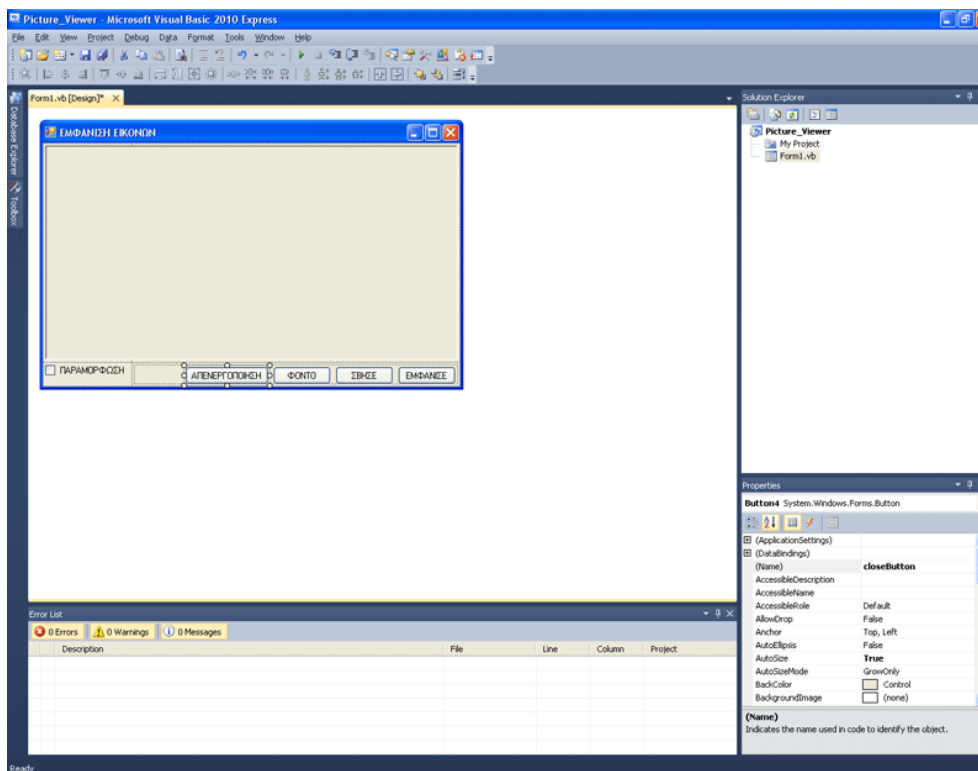 Picture_Viewer - Microsoft Visual Basic 2010 Express
File Edit View Project Debug Data Format Tools Window Help
Database Explorer
Toolbox
Form1.vb [Design]*
ΕΜΦΑΝΙΣΗ ΕΙΚΟΝΩΝ
ΠΑΡΑΜΟΡΦΩΣΗ
ΑΠΕΝΕΡΓΟΠΟΙΗΣΗ ΦΟΝΤΟ ΣΒΗΣΕ ΕΜΦΑΝΙΣΕ
Solution Explorer
Picture_Viewer
My Project
Form1.vb
Properties
Button4 System.Windows.Forms.Button
(ApplicationSettings)
(DataBindings)
(Name) closeButton
AccessibleDescription
AccessibleName
AccessibleRole Default
AllowDrop False
Anchor Top, Left
AutoEllipsis False
AutoSize True
AutoSizeMode GrowOnly
BackColor Control
BackgroundImage (none)
(Name)
Indicates the name used in code to identify the object.
Error List
0 Errors 0 Warnings 0 Messages
Description File Line Column Project
Ready